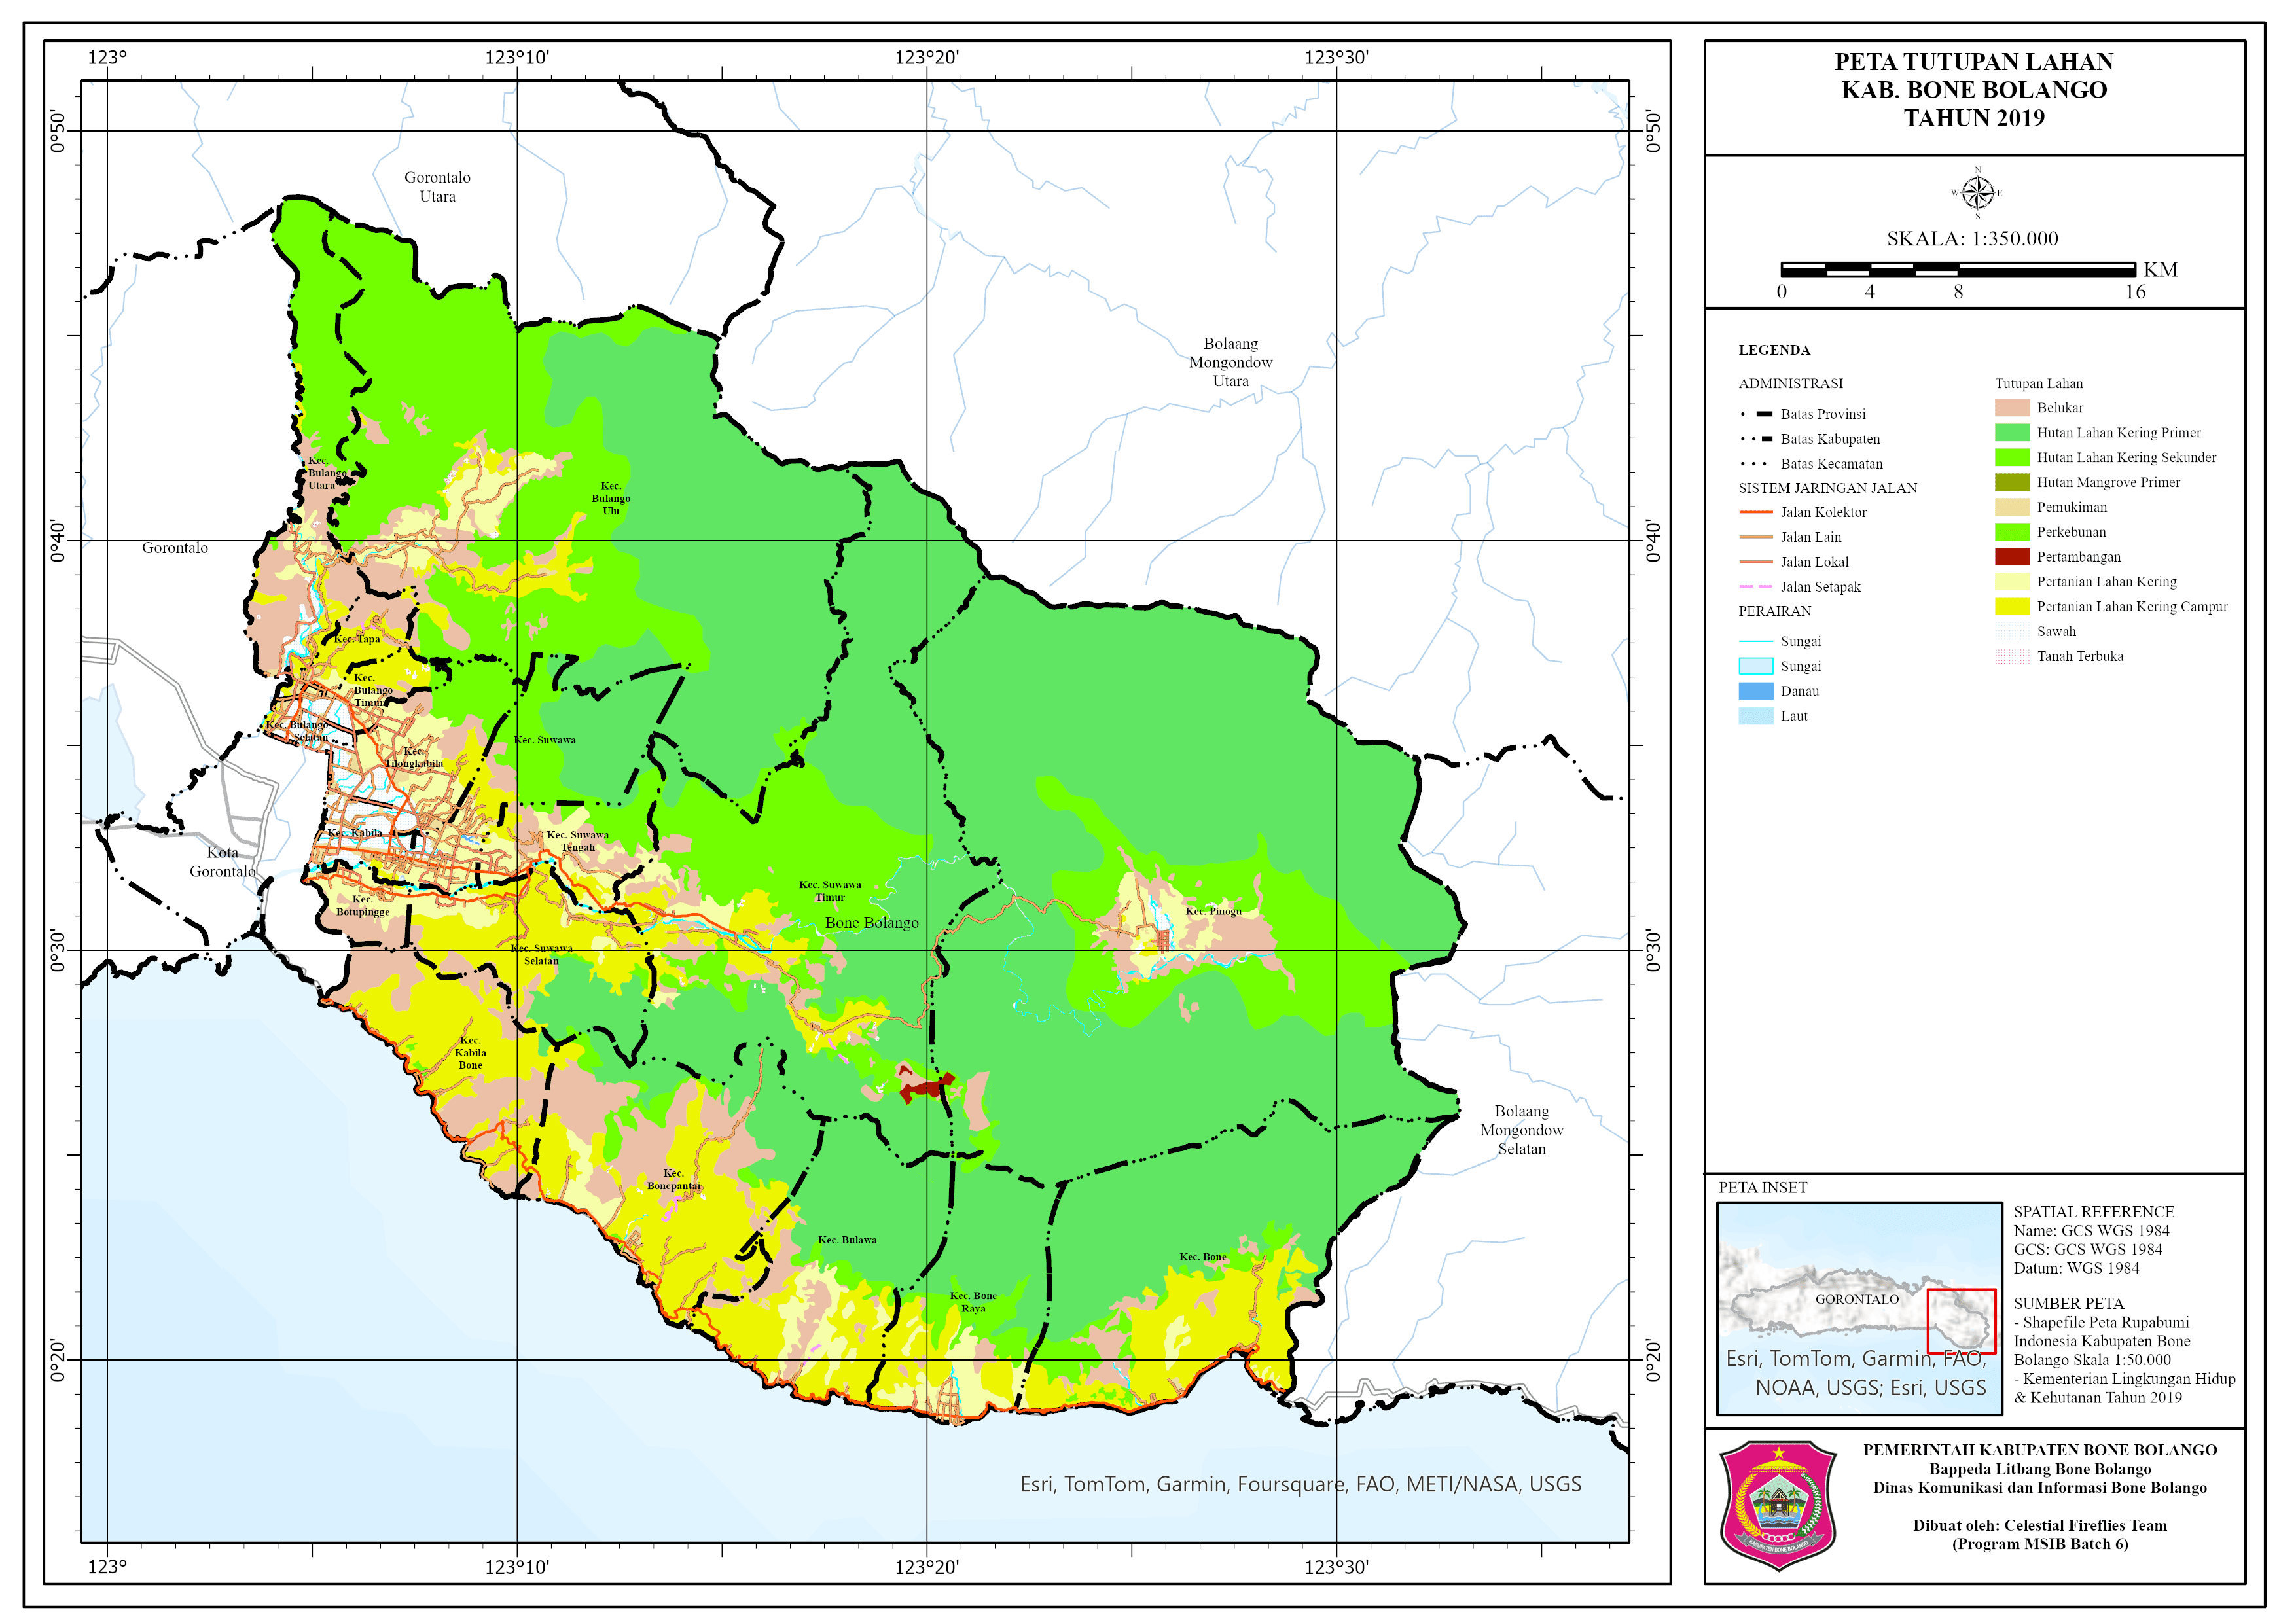 PETA TUTUPAN LAHAN
KAB. BONE BOLANGO
TAHUN 2019
N
W
E
S
SKALA: 1:350.000
KM
0
4
8
16
LEGENDA
ADMINISTRASI
Batas Provinsi
Batas Kabupaten
Batas Kecamatan
SISTEM JARINGAN JALAN
Jalan Kolektor
Jalan Lain
Jalan Lokal
Jalan Setapak
PERAIRAN
Sungai
Sungai
Danau
Laut
Tutupan Lahan
Belukar
Hutan Lahan Kering Primer
Hutan Lahan Kering Sekunder
Hutan Mangrove Primer
Pemukiman
Perkebunan
Pertambangan
Pertanian Lahan Kering
Pertanian Lahan Kering Campur
Sawah
Tanah Terbuka
PETA INSET
GORONTALO
Esri, TomTom, Garmin, FAO,
NOAA, USGS; Esri, USGS
SPATIAL REFERENCE
Name: GCS WGS 1984
GCS: GCS WGS 1984
Datum: WGS 1984
SUMBER PETA
- Shapefile Peta Rupabumi
Indonesia Kabupaten Bone
Bolango Skala 1:50.000
- Kementerian Lingkungan Hidup
& Kehutanan Tahun 2019
KABUPATEN BONE BOLANGO
PEMERINTAH KABUPATEN BONE BOLANGO
Bappeda Litbang Bone Bolango
Dinas Komunikasi dan Informasi Bone Bolango
Dibuat oleh: Celestial Fireflies Team
(Program MSIB Batch 6)
123°
123°10'
123°20'
123°30'
0°50'
0°50'
0°40'
0°40'
0°30'
0°30'
0°20'
0°20'
123°
123°10'
123°20'
123°30'
Gorontalo
Utara
Bolaang
Mongondow
Utara
Gorontalo
Kota
Gorontalo
Bone Bolango
Bolaang
Mongondow
Selatan
Kec.
Bulango
Utara
Kec.
Bulango
Ulu
Kec. Tapa
Kec.
Bulango
Timur
Kec. Bulango
Selatan
Kec. Suwawa
Kec.
Tilongkabila
Kec. Kabila
Kec. Suwawa
Tengah
Kec. Suwawa
Timur
Kec.
Botupingge
Kec. Pinogu
Kec. Suwawa
Selatan
Kec.
Kabila
Bone
Kec.
Bonepantai
Kec. Bulawa
Kec. Bone
Kec. Bone
Raya
Esri, TomTom, Garmin, Foursquare, FAO, METI/NASA, USGS